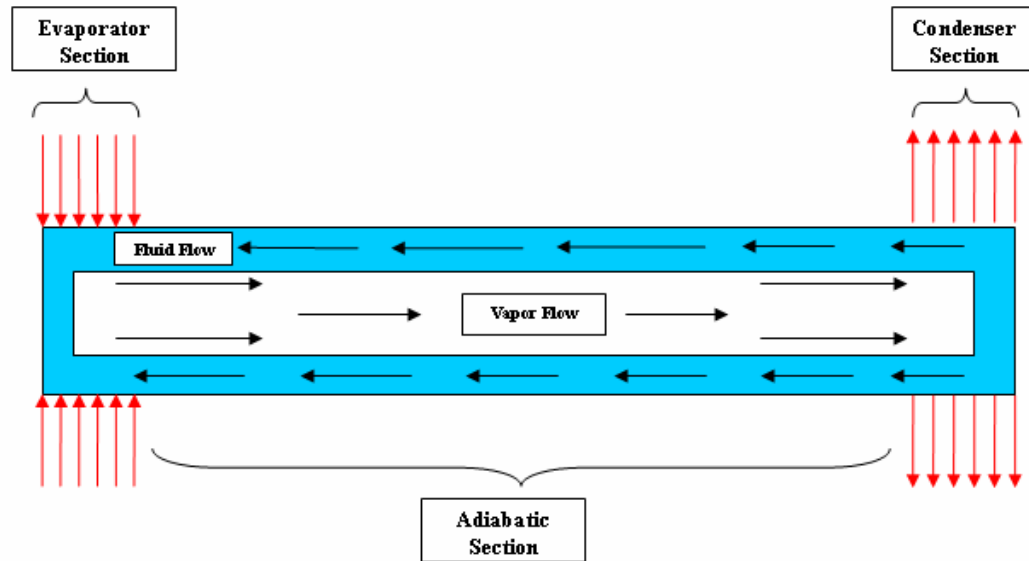 Evaporator
Section
Condenser
Section
Fluid Flow
Vapor Flow
Adiabatic
Section